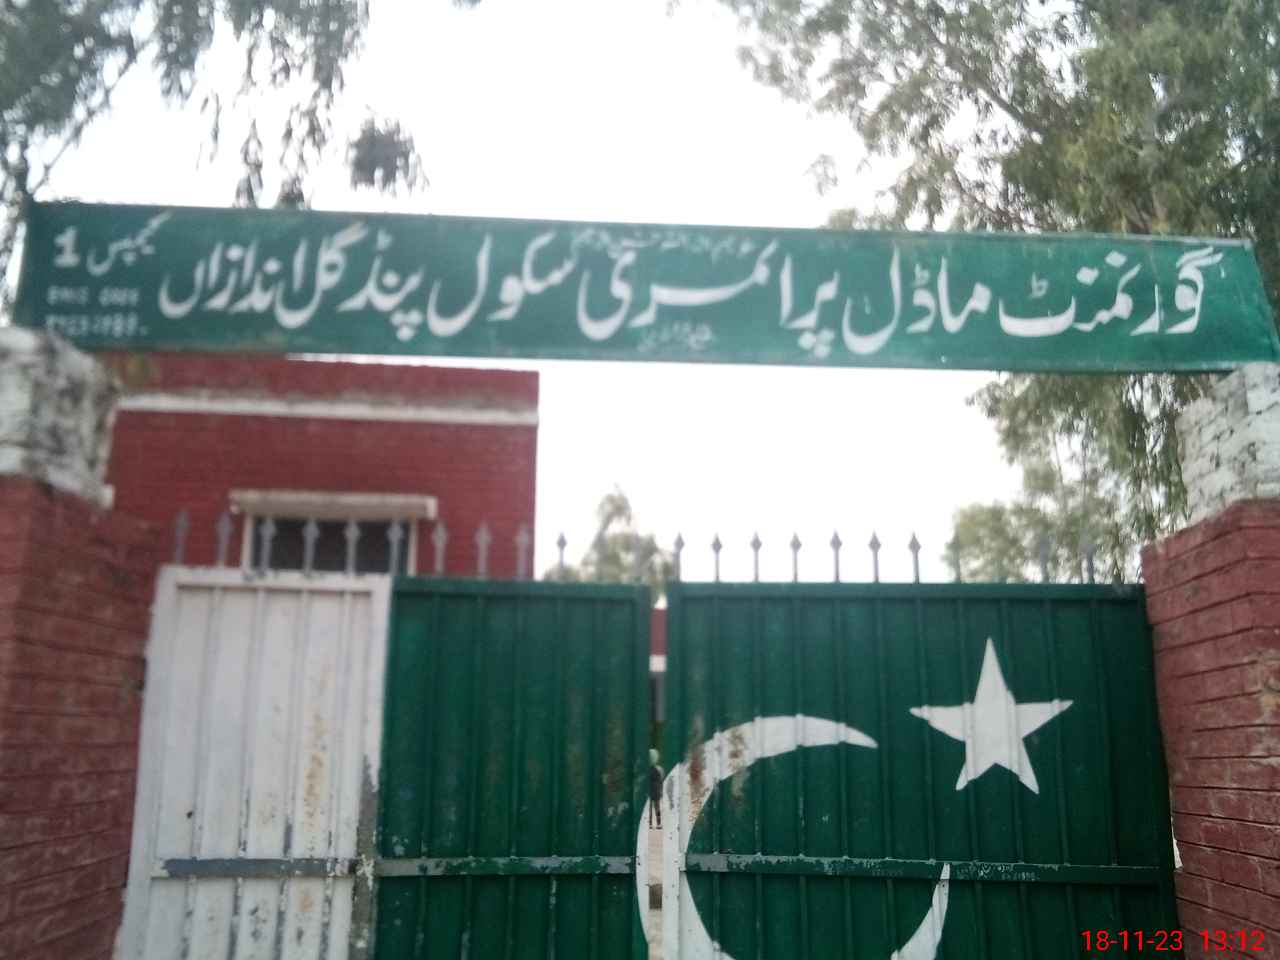 گورنمنٹ ماڈل پرائمری سکول پنڈ گل اندازاں
کیمپس 1
18-11-23 13:12